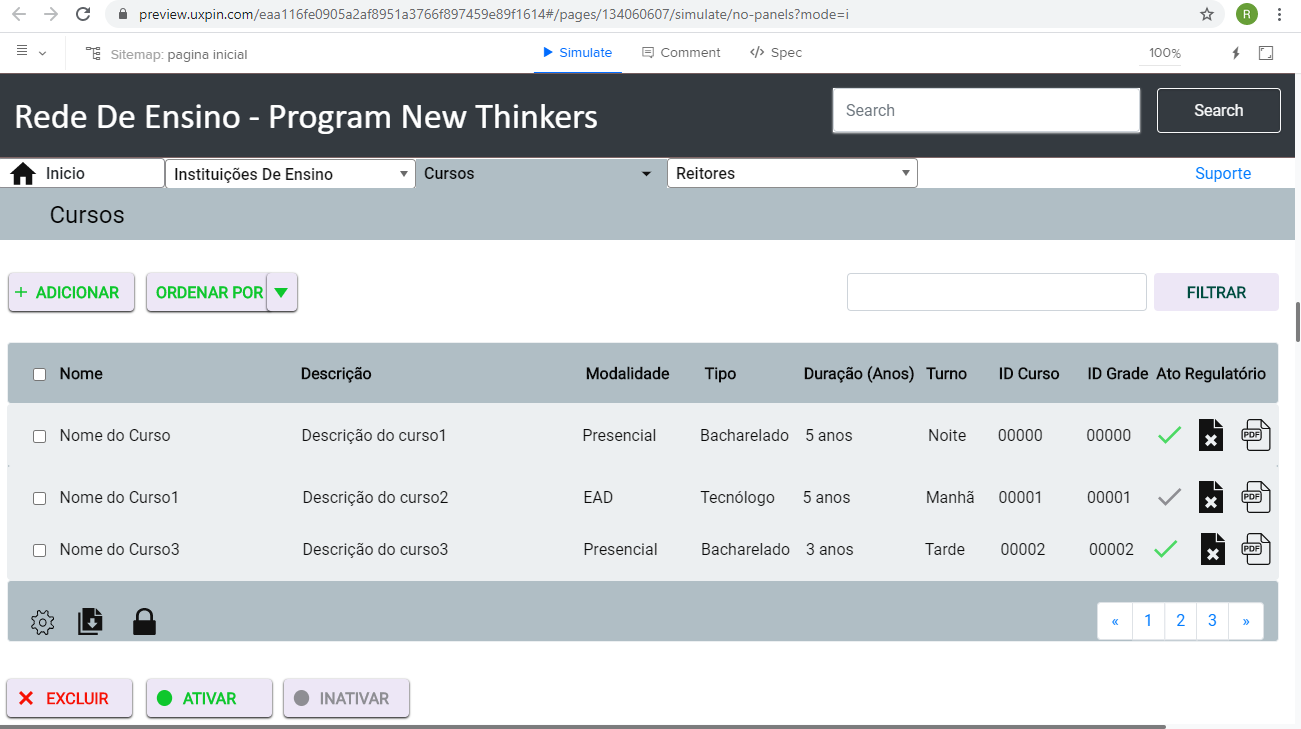 preview.uxpin.com/eaa116fe0905a2af8951a3766f897459e89f1614#/pages/134060607/simulate/no-panels?mode=i
R
Sitemap: pagina inicial
Simulate
Comment
Spec
100%
Rede De Ensino - Program New Thinkers
Search
Search
Inicio
Instituições De Ensino
Cursos
Reitores
Suporte
Cursos
+ ADICIONAR
ORDENAR POR
FILTRAR
Nome Descrição Modalidade Tipo Duração (Anos) Turno ID Curso ID Grade Ato Regulatório
Nome do Curso Descrição do curso1 Presencial Bacharelado 5 anos Noite 00000 00000 PDF
Nome do Curso1 Descrição do curso2 EAD Tecnólogo 5 anos Manhã 00001 00001 PDF
Nome do Curso3 Descrição do curso3 Presencial Bacharelado 3 anos Tarde 00002 00002 PDF
« 1 2 3 »
EXCLUIR
ATIVAR
INATIVAR